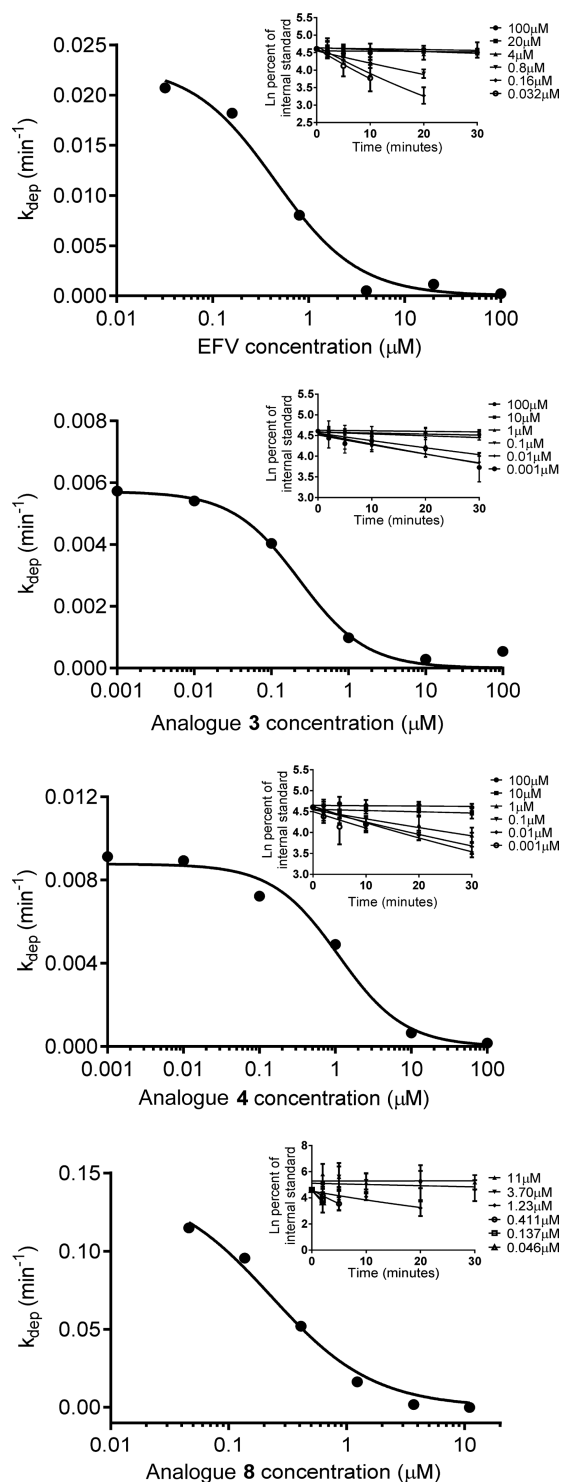 0.025
0.020
0.015
0.010
0.005
0.000
kdep (min⁻¹)
0.01 0.1 1 10 100
EFV concentration (μM)
Ln percent of
internal standard
5.5
5.0
4.5
4.0
3.5
3.0
2.5
0 10 20 30
Time (minutes)
100μM
20μM
4μM
0.8μM
0.16μM
0.032μM
0.008
0.006
0.004
0.002
0.000
kdep (min⁻¹)
0.001 0.01 0.1 1 10 100
Analogue 3 concentration (μM)
Ln percent of
internal standard
5.5
5.0
4.5
4.0
3.5
3.0
0 10 20 30
Time (minutes)
100μM
10μM
1μM
0.1μM
0.01μM
0.001μM
0.012
0.008
0.004
0.000
kdep (min⁻¹)
0.001 0.01 0.1 1 10 100
Analogue 4 concentration (μM)
Ln percent of
internal standard
5.5
5.0
4.5
4.0
3.5
3.0
0 10 20 30
Time (minutes)
100μM
10μM
1μM
0.1μM
0.01μM
0.001μM
0.15
0.10
0.05
0.00
kdep (min⁻¹)
0.01 0.1 1 10
Analogue 8 concentration (μM)
Ln percent of
internal standard
8
6
4
2
0
0 10 20 30
Time (minutes)
11μM
3.70μM
1.23μM
0.411μM
0.137μM
0.046μM